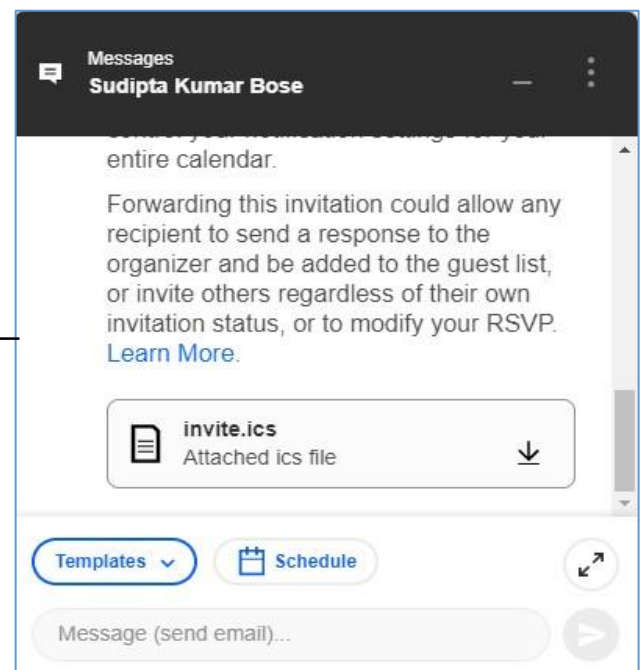 Messages
Sudipta Kumar Bose
entire calendar.
Forwarding this invitation could allow any
recipient to send a response to the
organizer and be added to the guest list,
or invite others regardless of their own
invitation status, or to modify your RSVP.
Learn More.
invite.ics
Attached ics file
Templates
Schedule
Message (send email)...